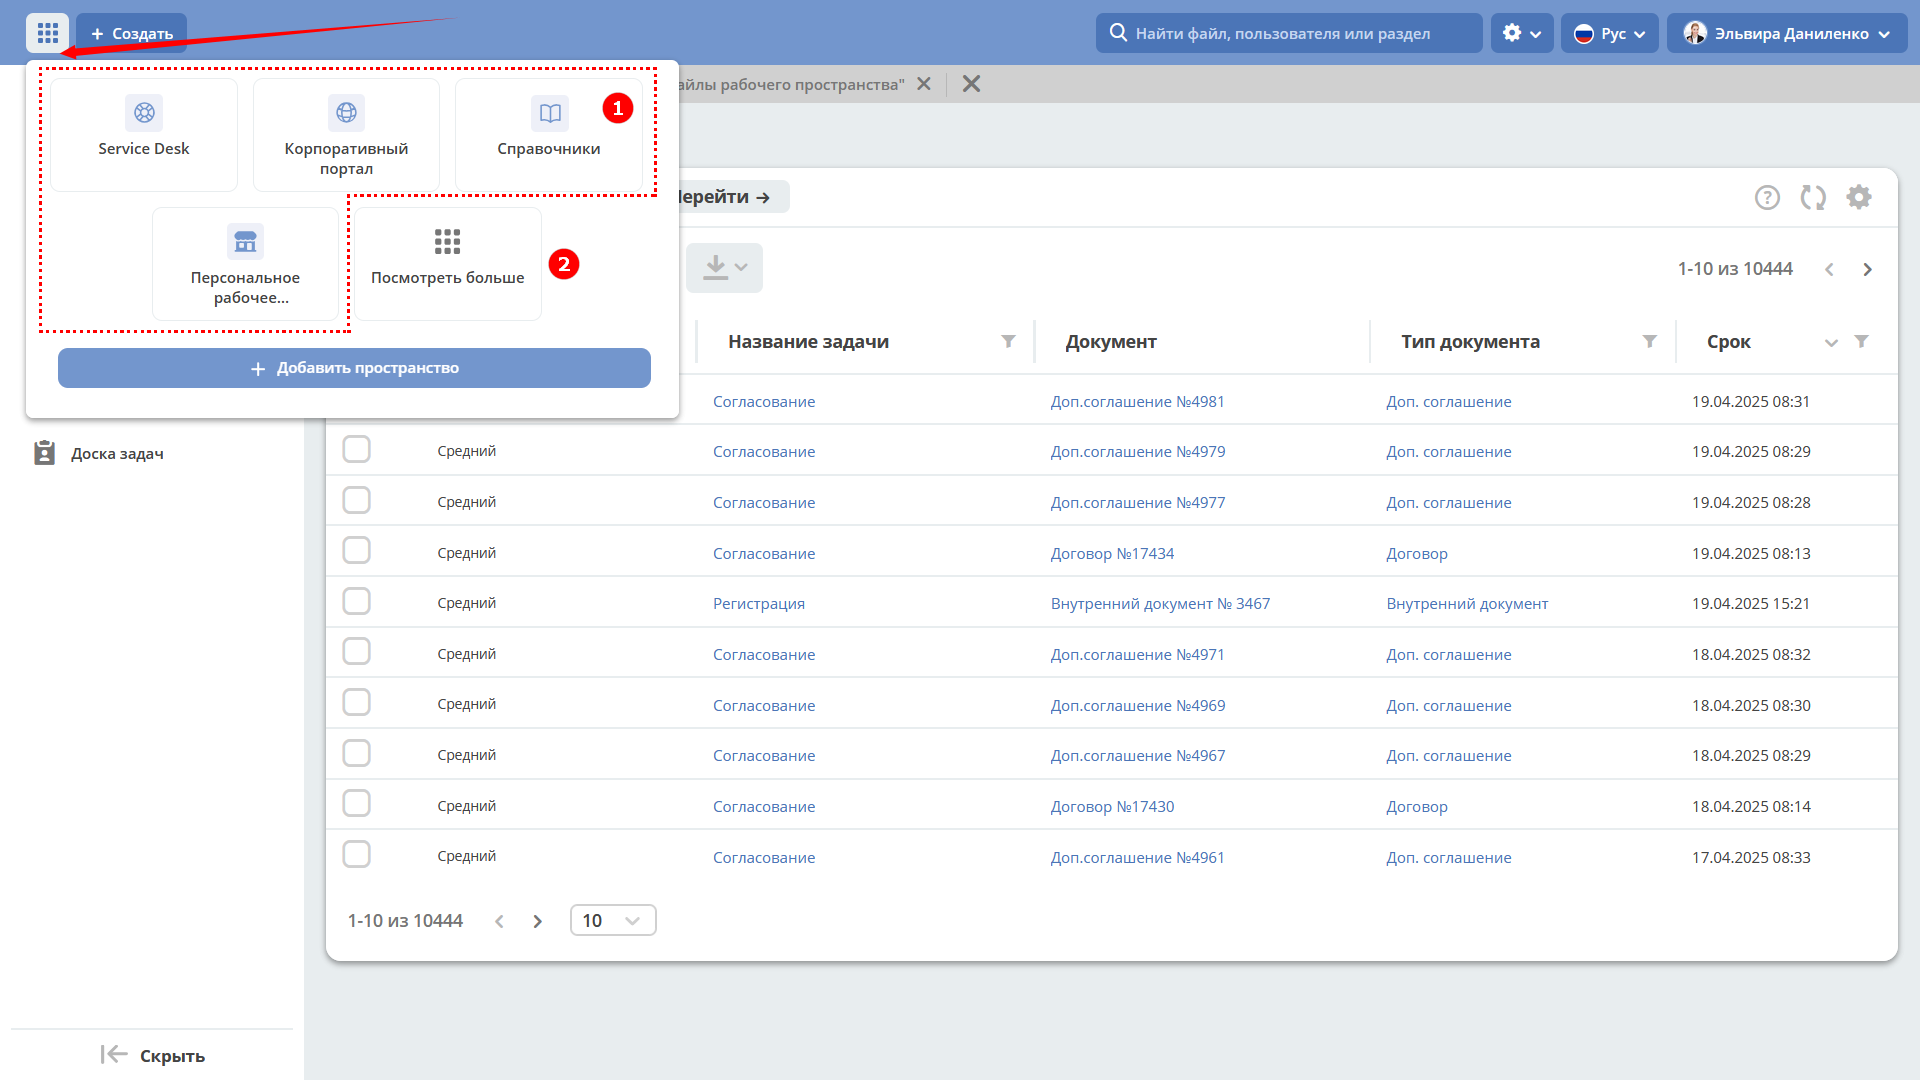 Создать
Найти файл, пользователя или раздел
Рус
Эльвира Даниленко
рабочего пространства"
1
Service Desk
Корпоративный
портал
Справочники
Персональное
рабочее...
Посмотреть больше
2
Добавить пространство
Доска задач
Скрыть
1-10 из 10444
Название задачи Документ Тип документа Срок
Согласование Доп.соглашение №4981 Доп. соглашение 19.04.2025 08:31
Средний Согласование Доп.соглашение №4979 Доп. соглашение 19.04.2025 08:29
Средний Согласование Доп.соглашение №4977 Доп. соглашение 19.04.2025 08:28
Средний Согласование Договор №17434 Договор 19.04.2025 08:13
Средний Регистрация Внутренний документ № 3467 Внутренний документ 19.04.2025 15:21
Средний Согласование Доп.соглашение №4971 Доп. соглашение 18.04.2025 08:32
Средний Согласование Доп.соглашение №4969 Доп. соглашение 18.04.2025 08:30
Средний Согласование Доп.соглашение №4967 Доп. соглашение 18.04.2025 08:29
Средний Согласование Договор №17430 Договор 18.04.2025 08:14
Средний Согласование Доп.соглашение №4961 Доп. соглашение 17.04.2025 08:33
1-10 из 10444
10